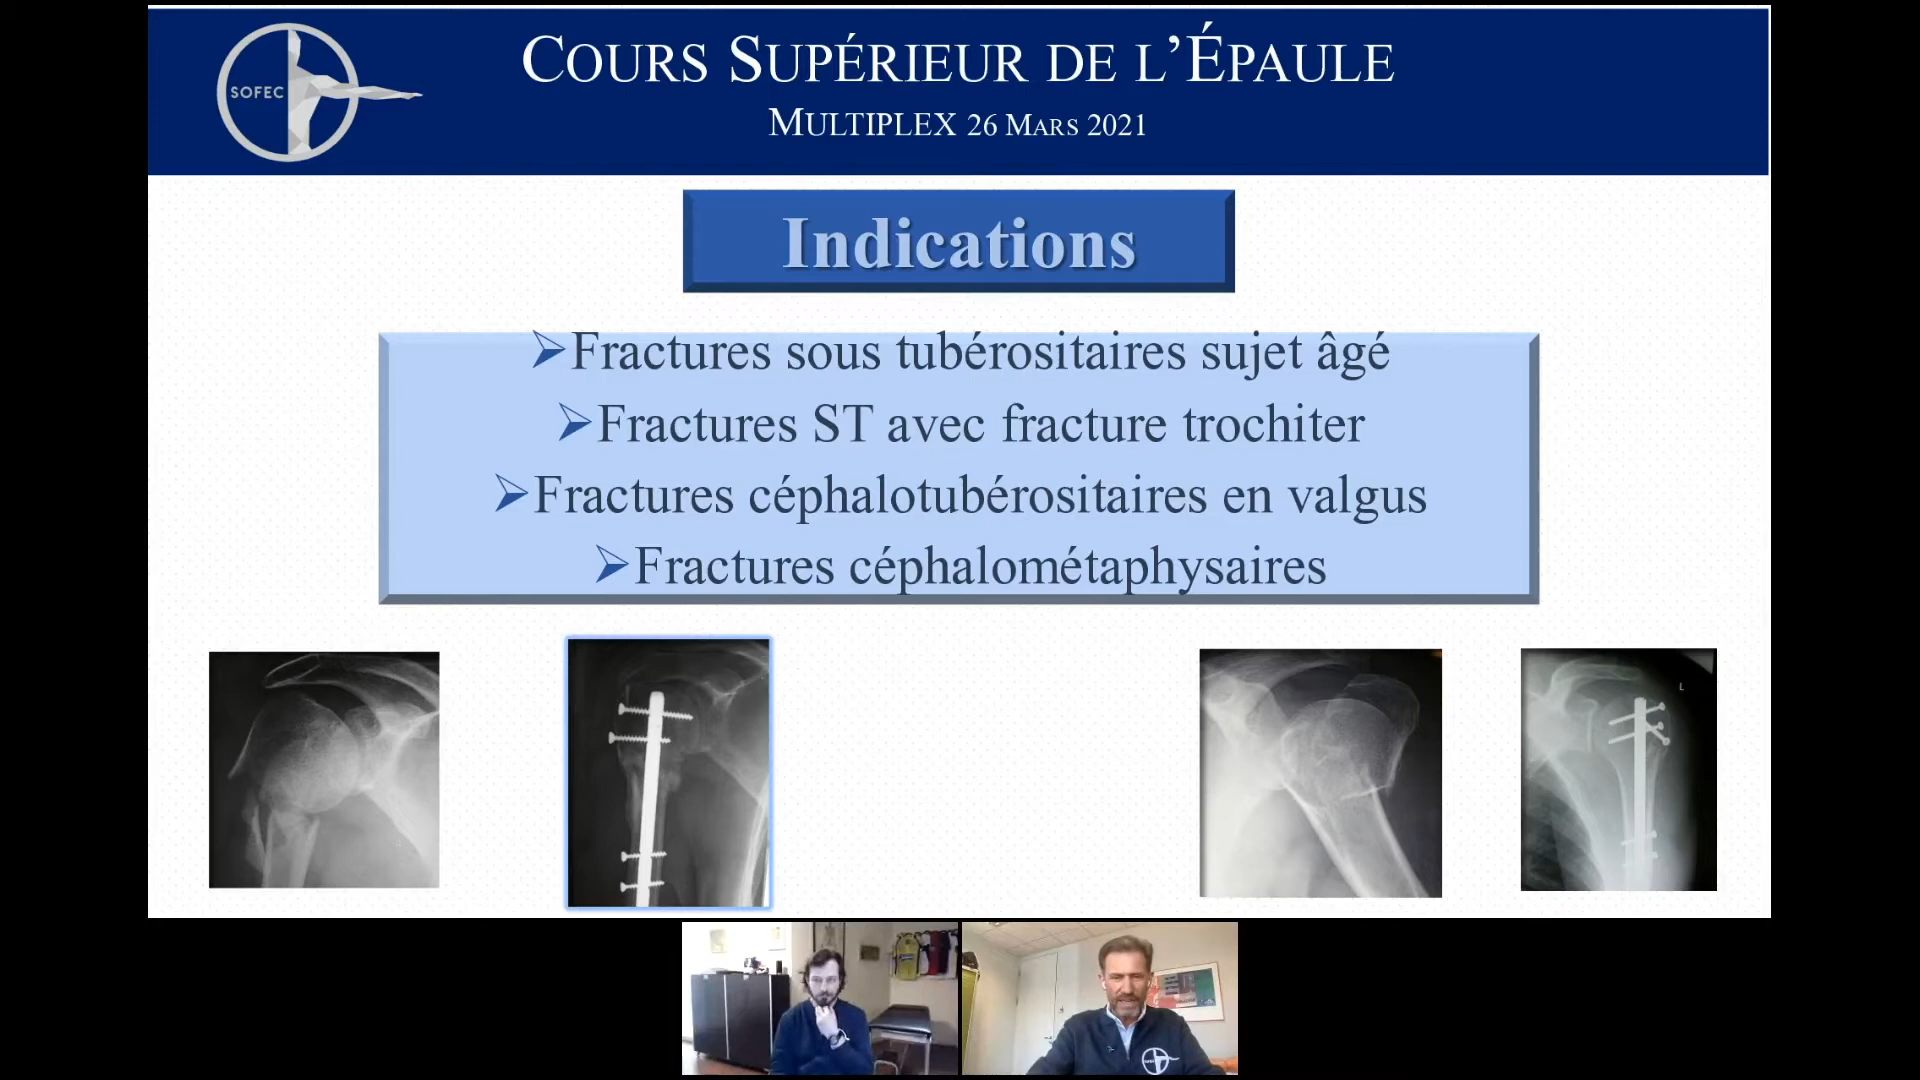 SOFEC
COURS SUPÉRIEUR DE L'ÉPAULE
MULTIPLEX 26 MARS 2021
Indications
➢Fractures sous tubérositaires sujet âgé
➢Fractures ST avec fracture trochiter
➢Fractures céphalotubérositaires en valgus
➢Fractures céphalométaphysaires
L